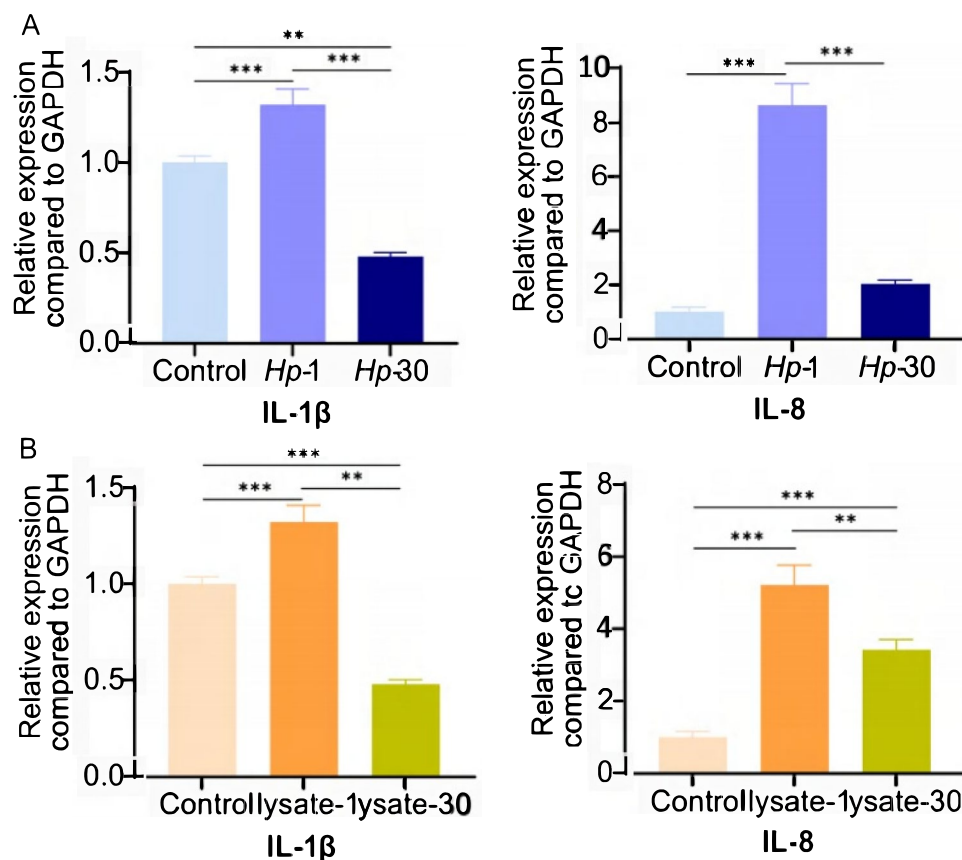 A
Relative expression
compared to GAPDH
1.5
1.0
0.5
0.0
**
***
***
Control Hp-1 Hp-30
IL-1β
Relative expression
compared to GAPDH
10
8
6
4
2
0
***
***
Control Hp-1 Hp-30
IL-8
B
Relative expression
compared to GAPDH
1.5
1.0
0.5
0.0
***
***
**
Controllysate-1lysate-30
IL-1β
Relative expression
compared tc GAPDH
8
6
4
2
0
***
***
**
Controllysate-1lysate-30
IL-8